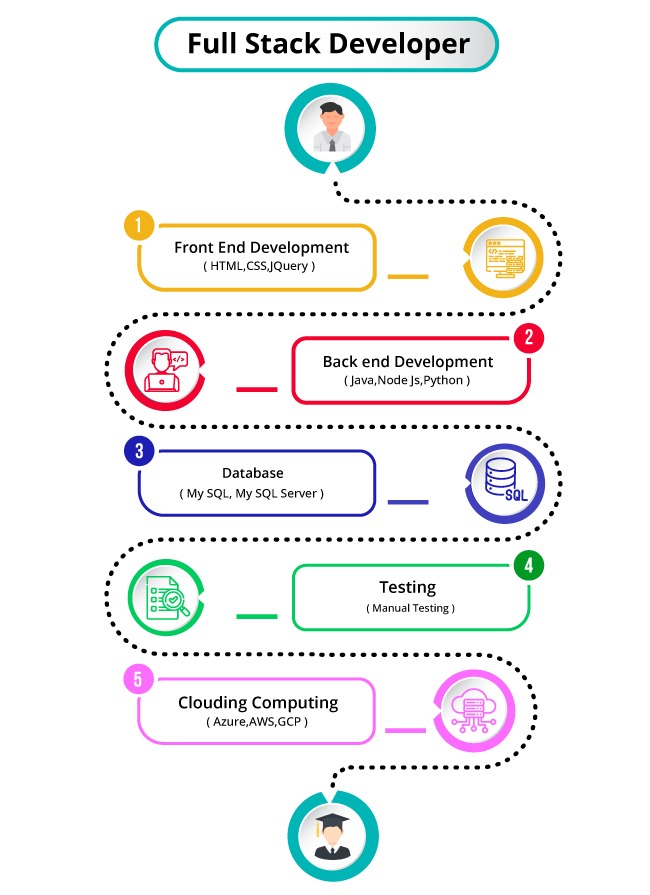 Full Stack Developer
1
Front End Development
( HTML,CSS,JQuery )
</>
2
Back end Development
( Java,Node Js,Python )
</>
3
Database
( My SQL, My SQL Server )
SQL
4
Testing
( Manual Testing )
5
Clouding Computing
( Azure,AWS,GCP )